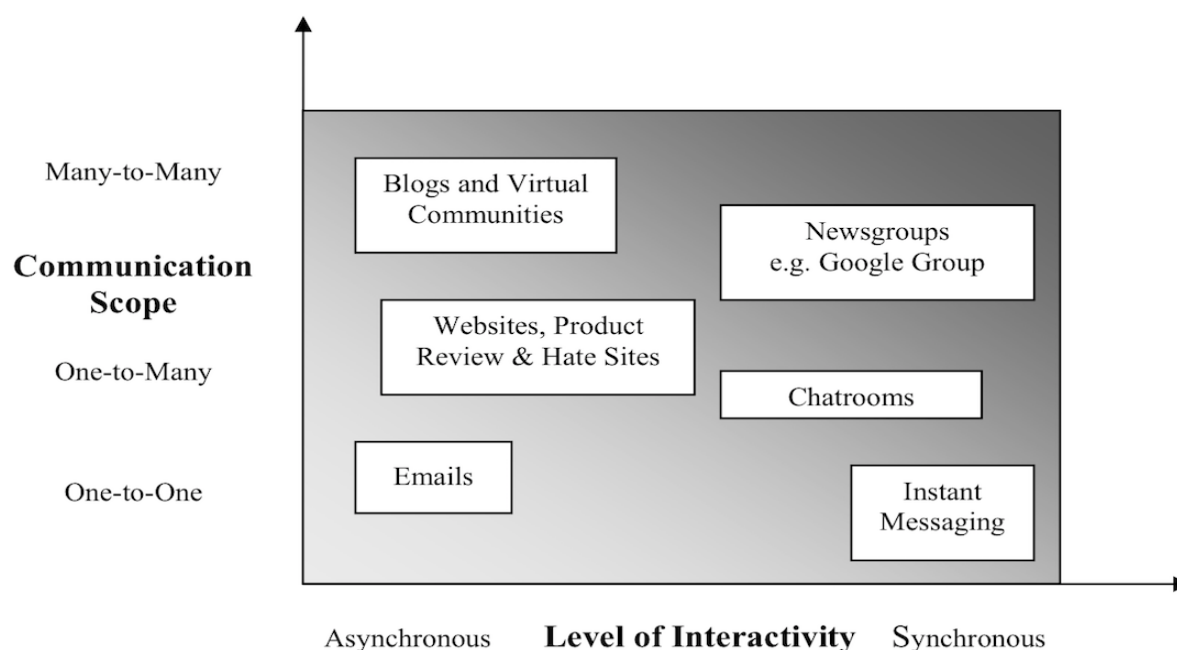 Many-to-Many
Blogs and Virtual
Communities
Newsgroups
e.g. Google Group
Communication
Scope
Websites, Product
Review & Hate Sites
One-to-Many
Chatrooms
Emails
One-to-One
Instant
Messaging
Asynchronous Level of Interactivity Synchronous